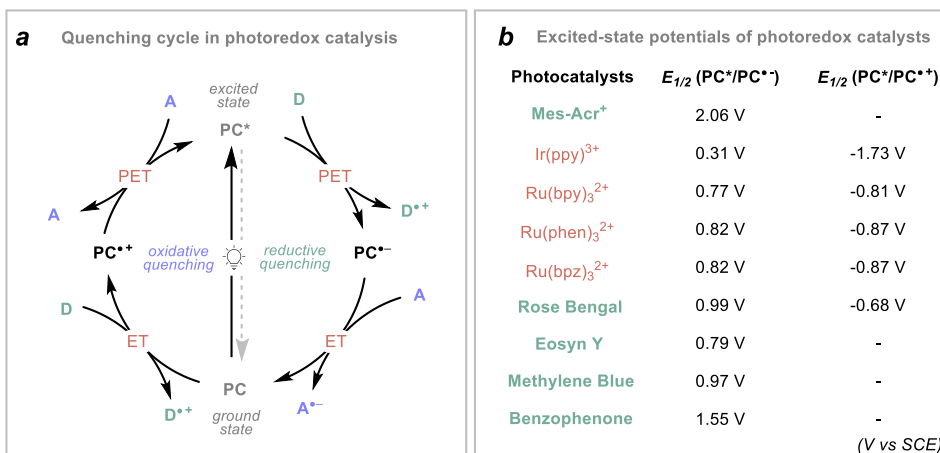 a Quenching cycle in photoredox catalysis
excited
state
A
D
PC*
PET
PET
A
D•+
PC•+
oxidative
quenching
reductive
quenching
PC•−
D
A
ET
ET
PC
D•+
ground
state
A•−
b Excited-state potentials of photoredox catalysts
Photocatalysts E1/2 (PC*/PC•-) E1/2 (PC*/PC•+)
Mes-Acr+ 2.06 V -
Ir(ppy)3+ 0.31 V -1.73 V
Ru(bpy)32+ 0.77 V -0.81 V
Ru(phen)32+ 0.82 V -0.87 V
Ru(bpz)32+ 0.82 V -0.87 V
Rose Bengal 0.99 V -0.68 V
Eosyn Y 0.79 V -
Methylene Blue 0.97 V -
Benzophenone 1.55 V -
(V vs SCE)